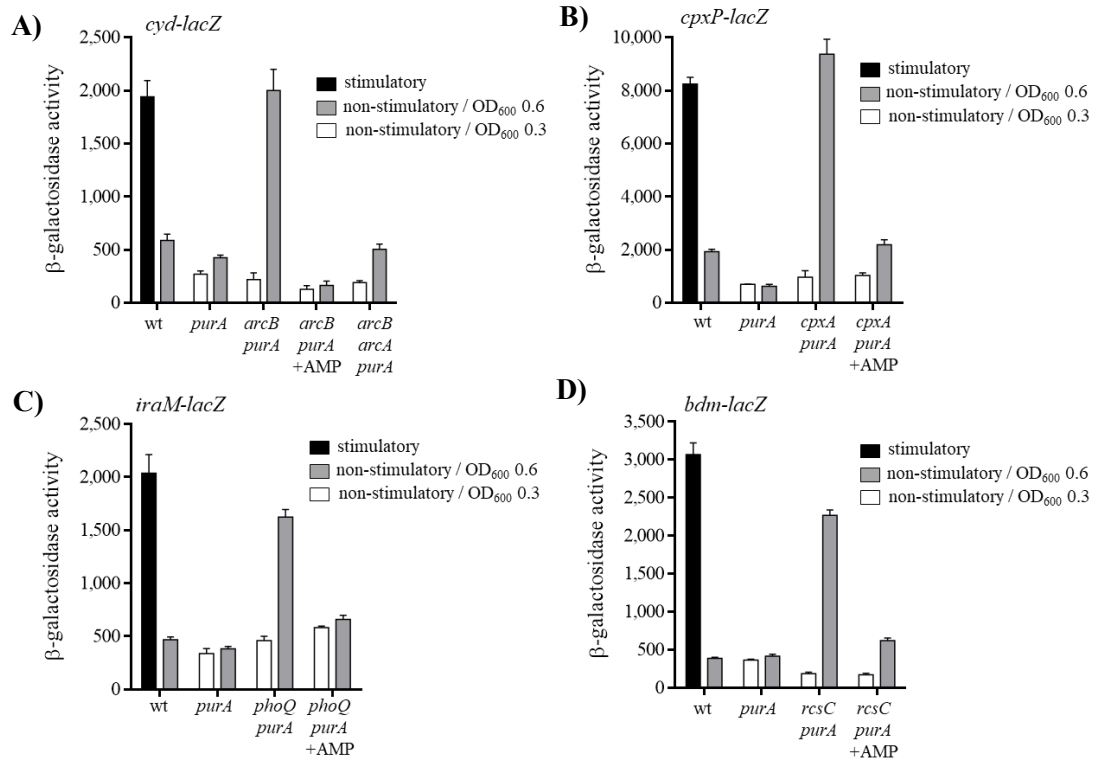 A)
cyd-lacZ
β-galactosidase activity
2,500
2,000
1,500
1,000
500
0
stimulatory
non-stimulatory / OD600 0.6
non-stimulatory / OD600 0.3
wt
purA
arcB
purA
arcB
purA
+AMP
arcB
arcA
purA
B)
cpxP-lacZ
β-galactosidase activity
10,000
8,000
6,000
4,000
2,000
0
stimulatory
non-stimulatory / OD600 0.6
non-stimulatory / OD600 0.3
wt
purA
cpxA
purA
cpxA
purA
+AMP
C)
iraM-lacZ
β-galactosidase activity
2,500
2,000
1,500
1,000
500
0
stimulatory
non-stimulatory / OD600 0.6
non-stimulatory / OD600 0.3
wt
purA
phoQ
purA
phoQ
purA
+AMP
D)
bdm-lacZ
β-galactosidase activity
3,500
3,000
2,500
2,000
1,500
1,000
500
0
stimulatory
non-stimulatory / OD600 0.6
non-stimulatory / OD600 0.3
wt
purA
rcsC
purA
rcsC
purA
+AMP